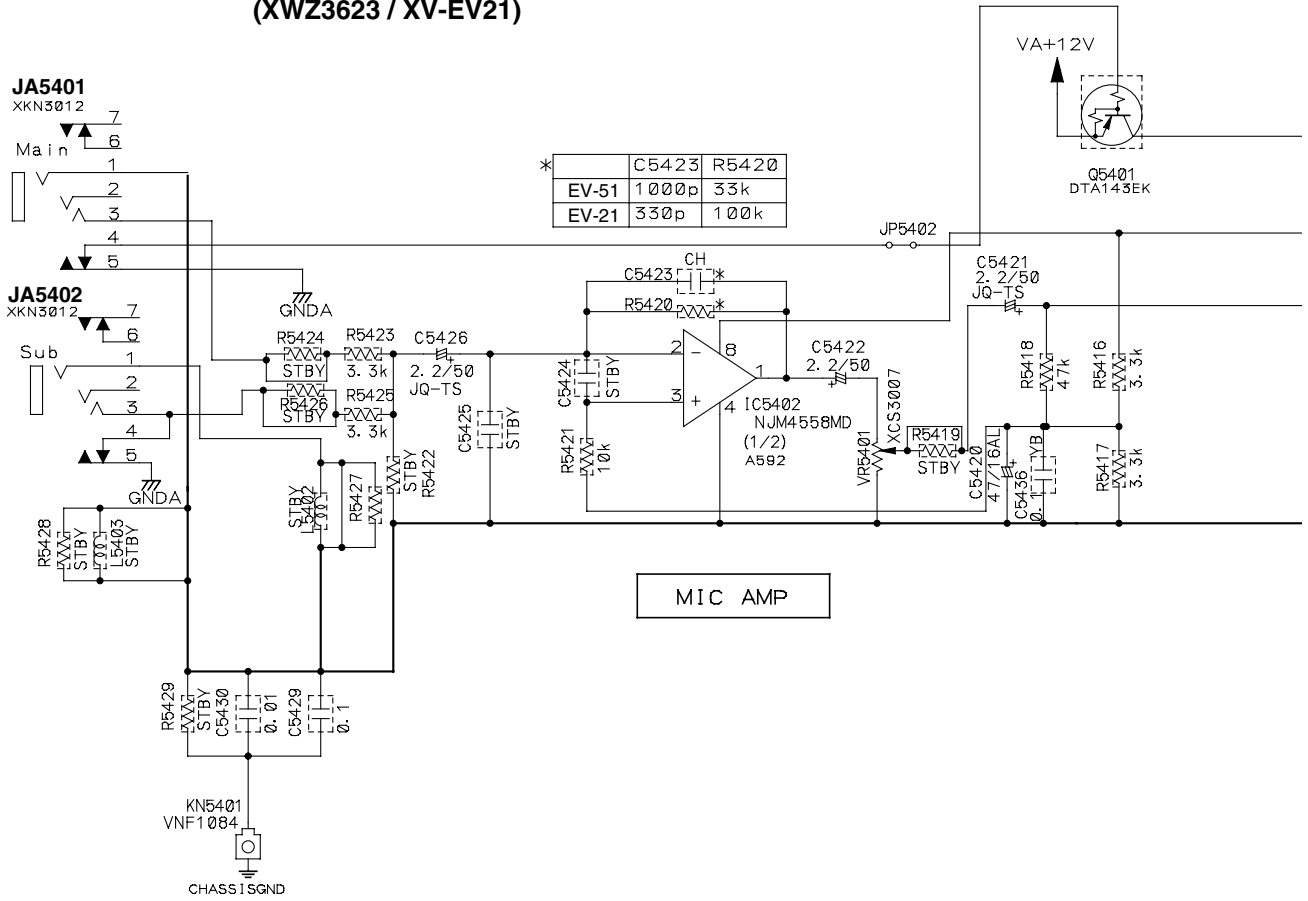 (XWZ3623 / XV-EV21)
VA+12V
Q5401
DTA143EK
JA5401
XKN3012
7
6
Main
1
2
3
4
5
GNDA
* C5423 R5420
EV-51 1000p 33k
EV-21 330p 100k
JP5402
JA5402
XKN3012
7
6
Sub
1
2
3
4
5
GNDA
CH
C5423 *
R5420 *
C5421
2.2/50
JQ-TS
R5424
STBY
R5423
3.3k
C5426
2.2/50
JQ-TS
R5426
STBY
R5425
3.3k
C5425
STBY
C5424
STBY
R5421
10k
2
3
8
4
1
−
+
IC5402
NJM4558MD
(1/2)
A592
C5422
2.2/50
VR5401
XCS3007
R5419
STBY
R5418
47k
R5416
3.3k
C5420
47/16AL
C5436
0.1
YB
R5417
3.3k
STBY
R5422
STBY
L5402
R5427
R5428
STBY
L5403
STBY
MIC AMP
R5429
STBY
C5430
0.01
C5429
0.1
KN5401
VNF1084
CHASSISGND